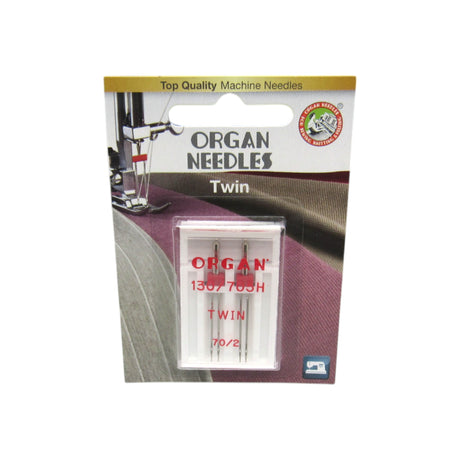 Top Quality Machine Needles
ORGAN
NEEDLES
Twin
ORGAN
130/705H
TWIN
70/2